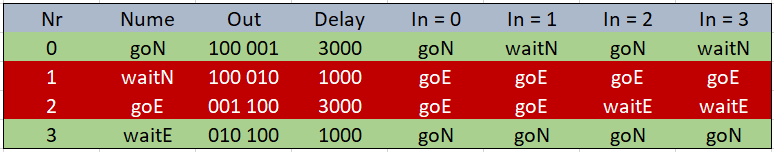 Nr Nume Out Delay In = 0 In = 1 In = 2 In = 3
0 goN 100 001 3000 goN waitN goN waitN
1 waitN 100 010 1000 goE goE goE goE
2 goE 001 100 3000 goE goE waitE waitE
3 waitE 010 100 1000 goN goN goN goN